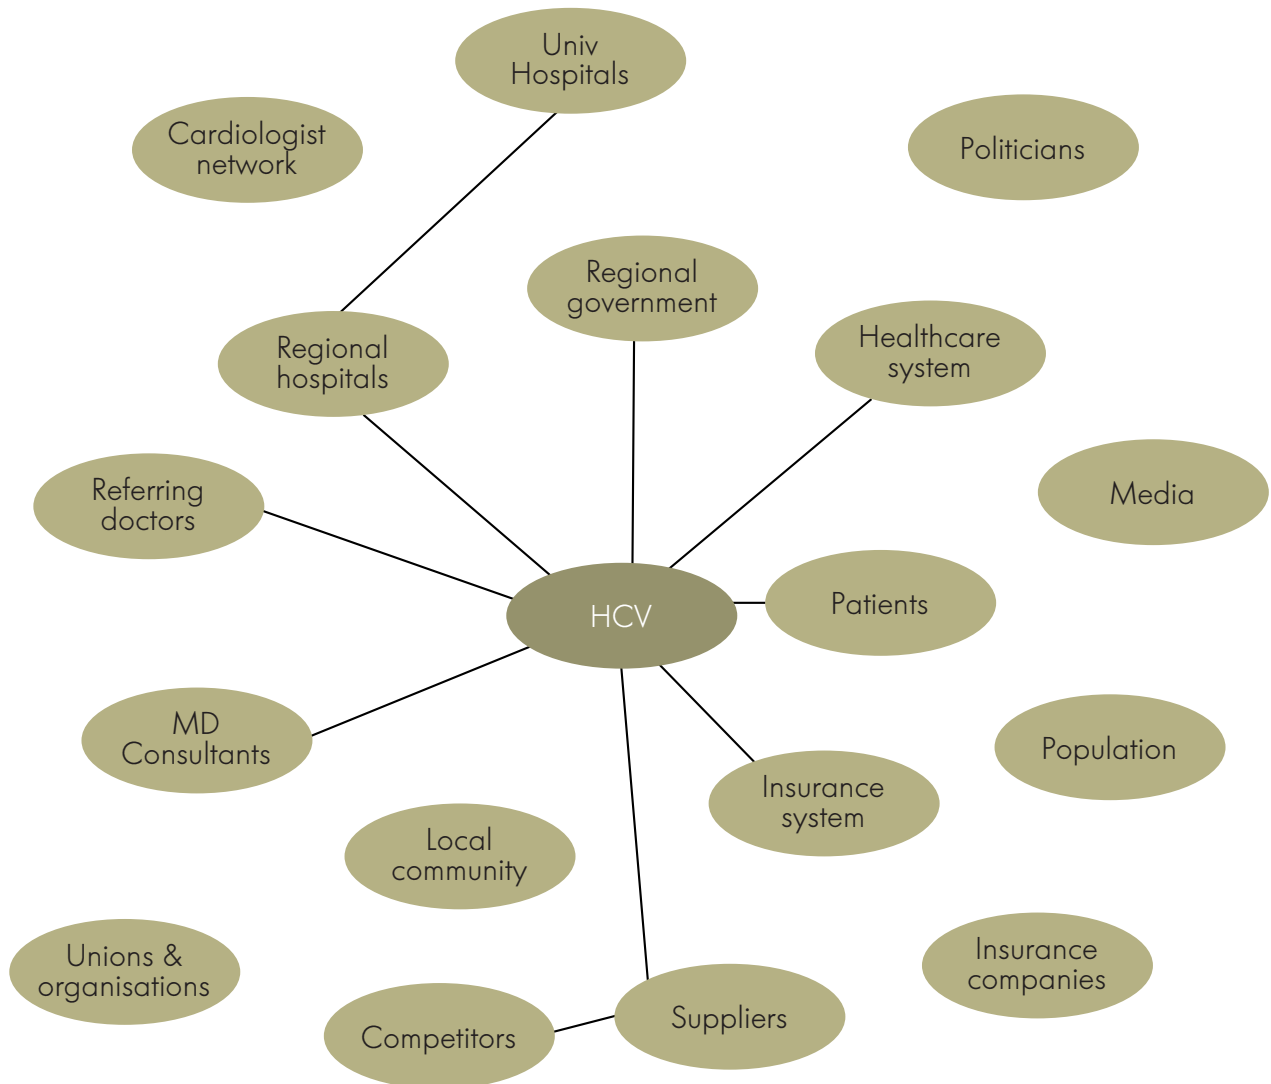 Univ
Hospitals
Cardiologist
network
Politicians
Regional
government
Healthcare
system
Regional
hospitals
Referring
doctors
Media
HCV
Patients
MD
Consultants
Population
Insurance
system
Local
community
Unions &
organisations
Insurance
companies
Suppliers
Competitors